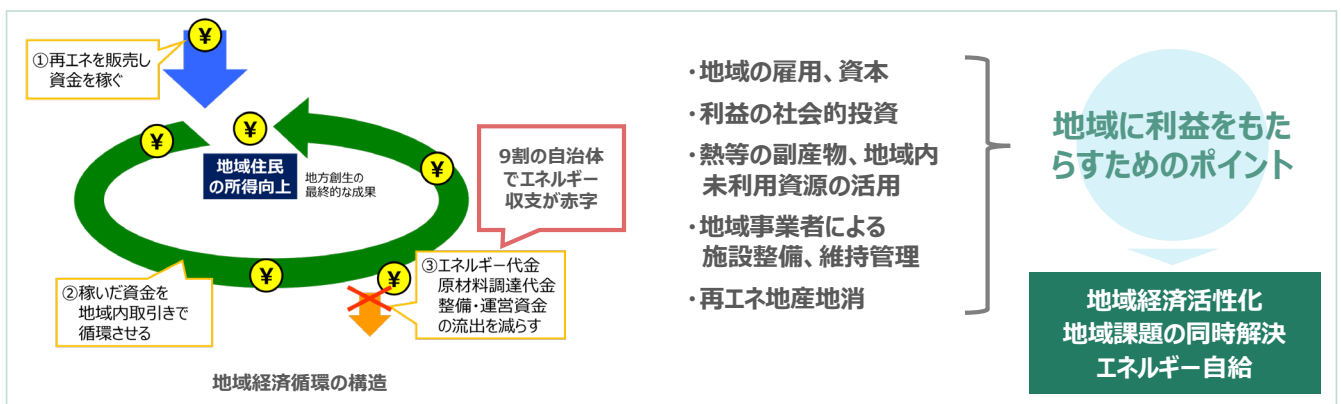 ¥
①再エネを販売し
資金を稼ぐ
¥
¥
¥
地域住民
の所得向上
地方創生の
最終的な成果
9割の自治体
でエネルギー
収支が赤字
¥
¥
②稼いだ資金を
地域内取引きで
循環させる
③エネルギー代金
原材料調達代金
整備・運営資金
の流出を減らす
地域経済循環の構造
・地域の雇用、資本
・利益の社会的投資
・熱等の副産物、地域内
未利用資源の活用
・地域事業者による
施設整備、維持管理
・再エネ地産地消
地域に利益をもた
らすためのポイント
地域経済活性化
地域課題の同時解決
エネルギー自給